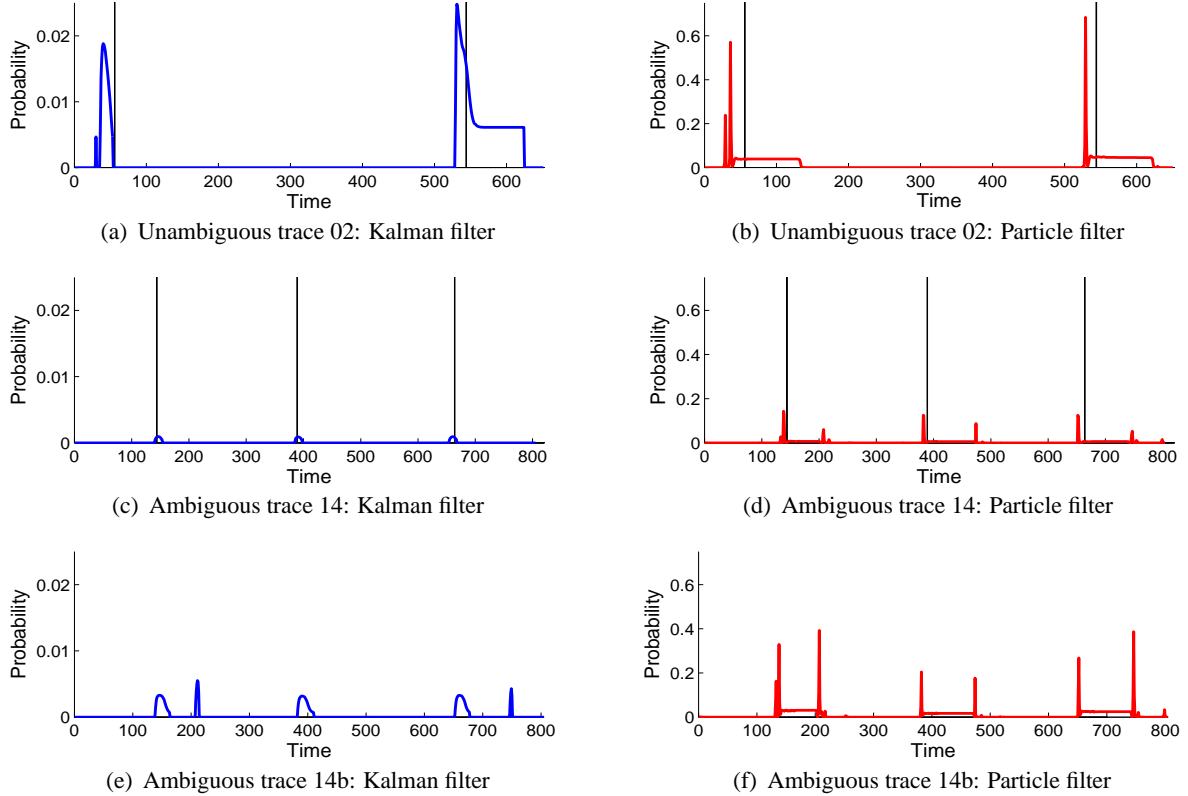 Probability
0.02
0.01
0
0 100 200 300 400 500 600
Time
(a) Unambiguous trace 02: Kalman filter
Probability
0.6
0.4
0.2
0
0 100 200 300 400 500 600
Time
(b) Unambiguous trace 02: Particle filter
Probability
0.02
0.01
0
0 100 200 300 400 500 600 700 800
Time
(c) Ambiguous trace 14: Kalman filter
Probability
0.6
0.4
0.2
0
0 100 200 300 400 500 600 700 800
Time
(d) Ambiguous trace 14: Particle filter
Probability
0.02
0.01
0
0 100 200 300 400 500 600 700 800
Time
(e) Ambiguous trace 14b: Kalman filter
Probability
0.6
0.4
0.2
0
0 100 200 300 400 500 600 700 800
Time
(f) Ambiguous trace 14b: Particle filter